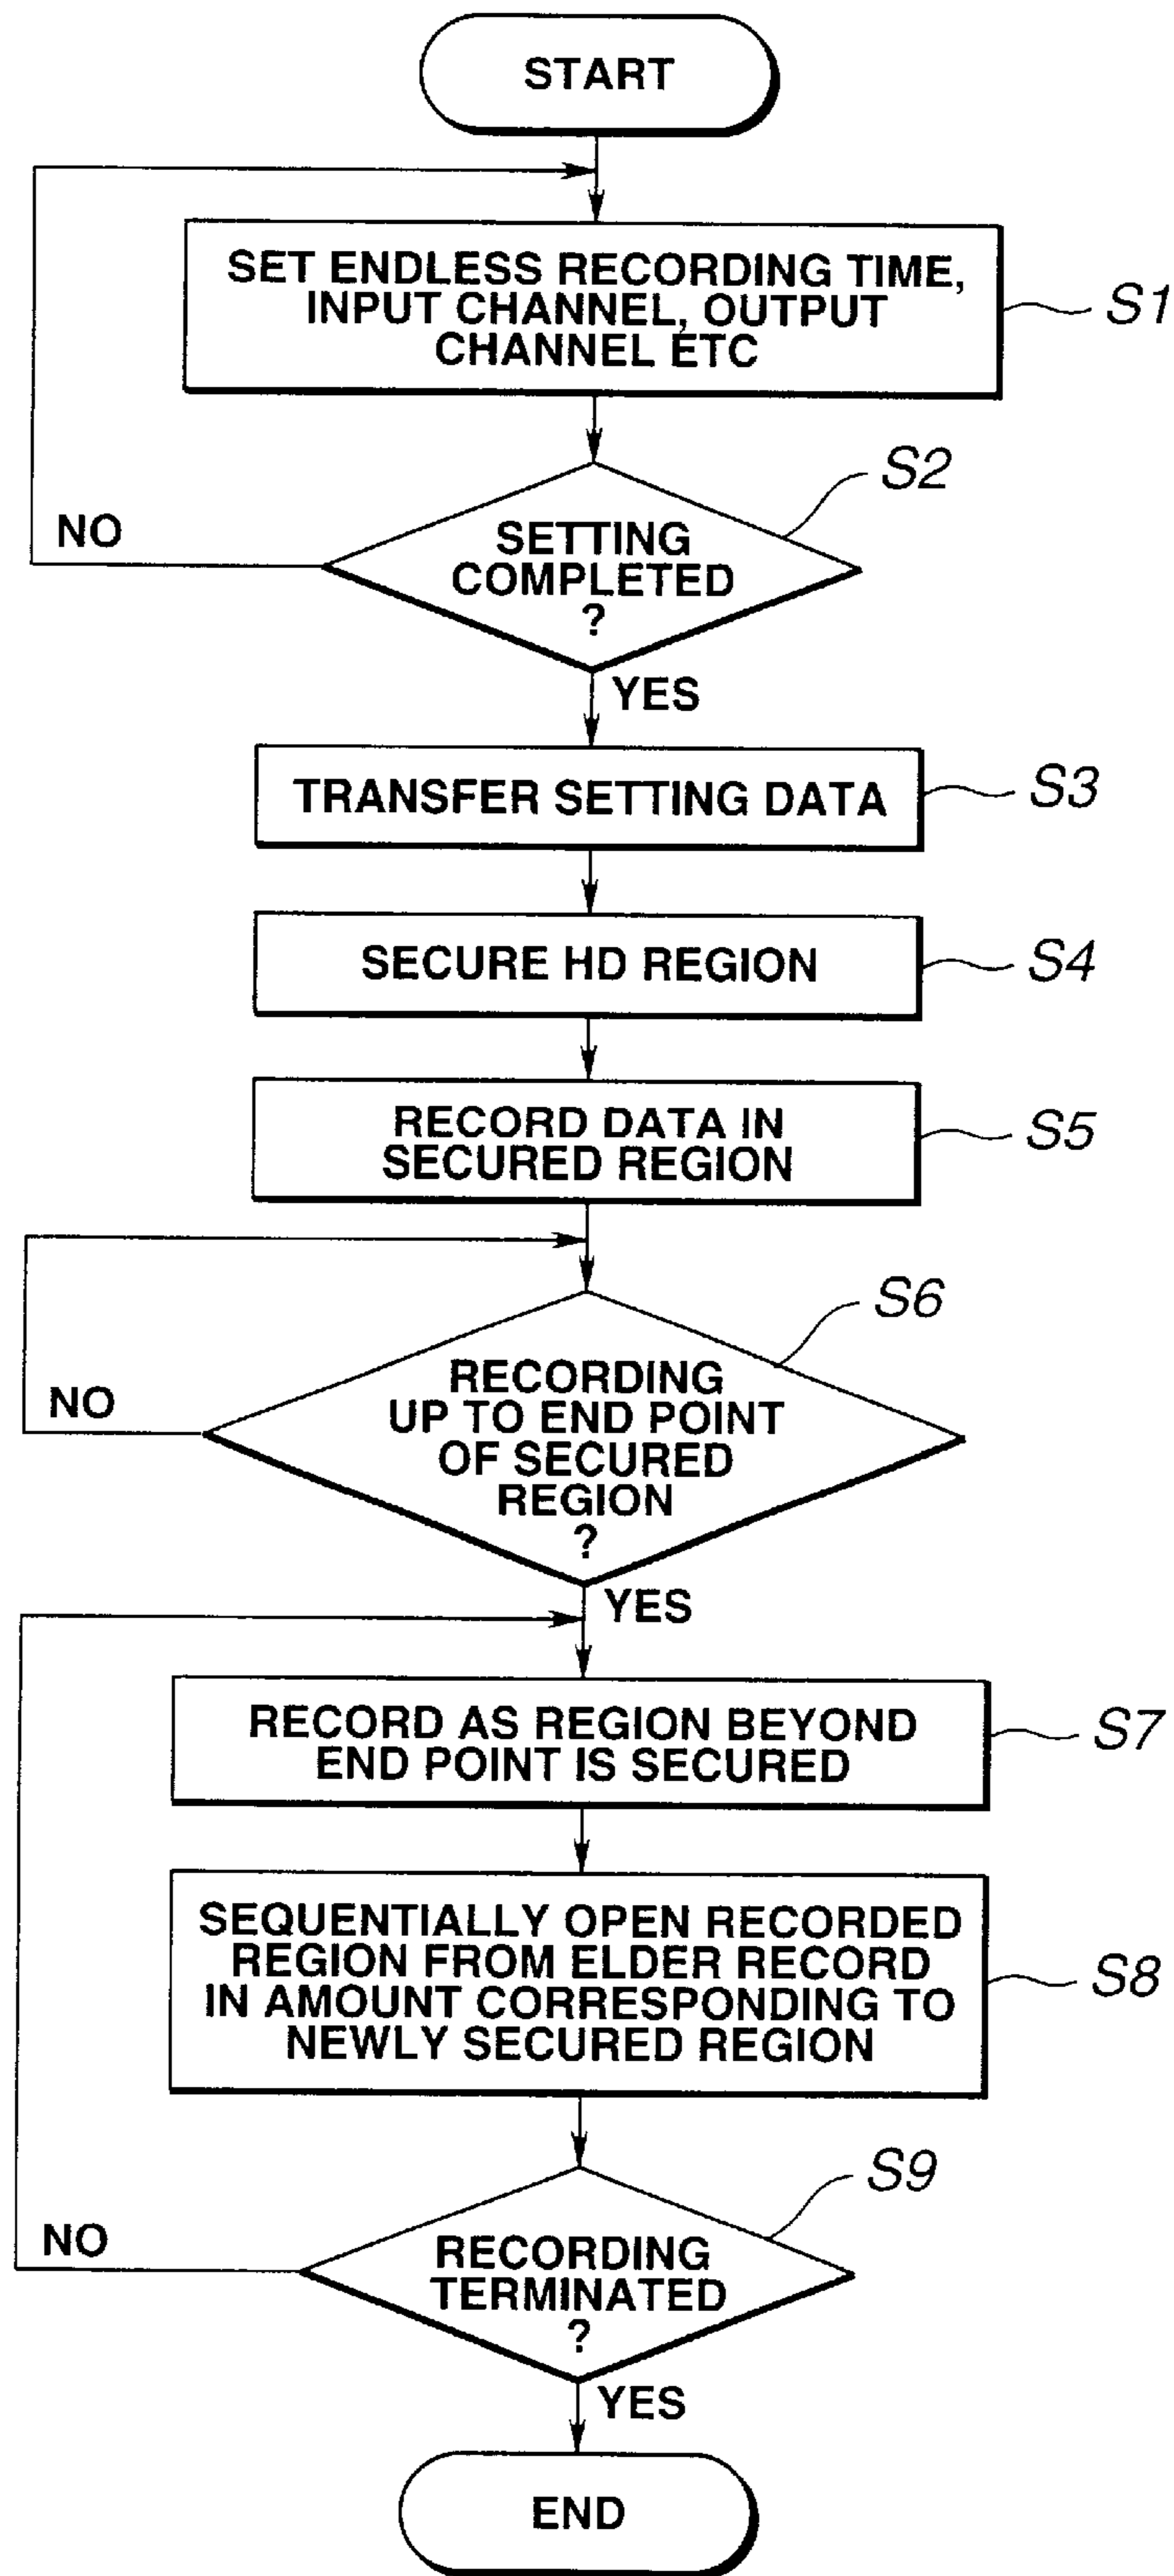 START
SET ENDLESS RECORDING TIME,
INPUT CHANNEL, OUTPUT
CHANNEL ETC
S1
S2
SETTING
COMPLETED
?
NO
YES
TRANSFER SETTING DATA
S3
SECURE HD REGION
S4
RECORD DATA IN
SECURED REGION
S5
S6
RECORDING
UP TO END POINT
OF SECURED
REGION
?
NO
YES
RECORD AS REGION BEYOND
END POINT IS SECURED
S7
SEQUENTIALLY OPEN RECORDED
REGION FROM ELDER RECORD
IN AMOUNT CORRESPONDING TO
NEWLY SECURED REGION
S8
S9
RECORDING
TERMINATED
?
NO
YES
END